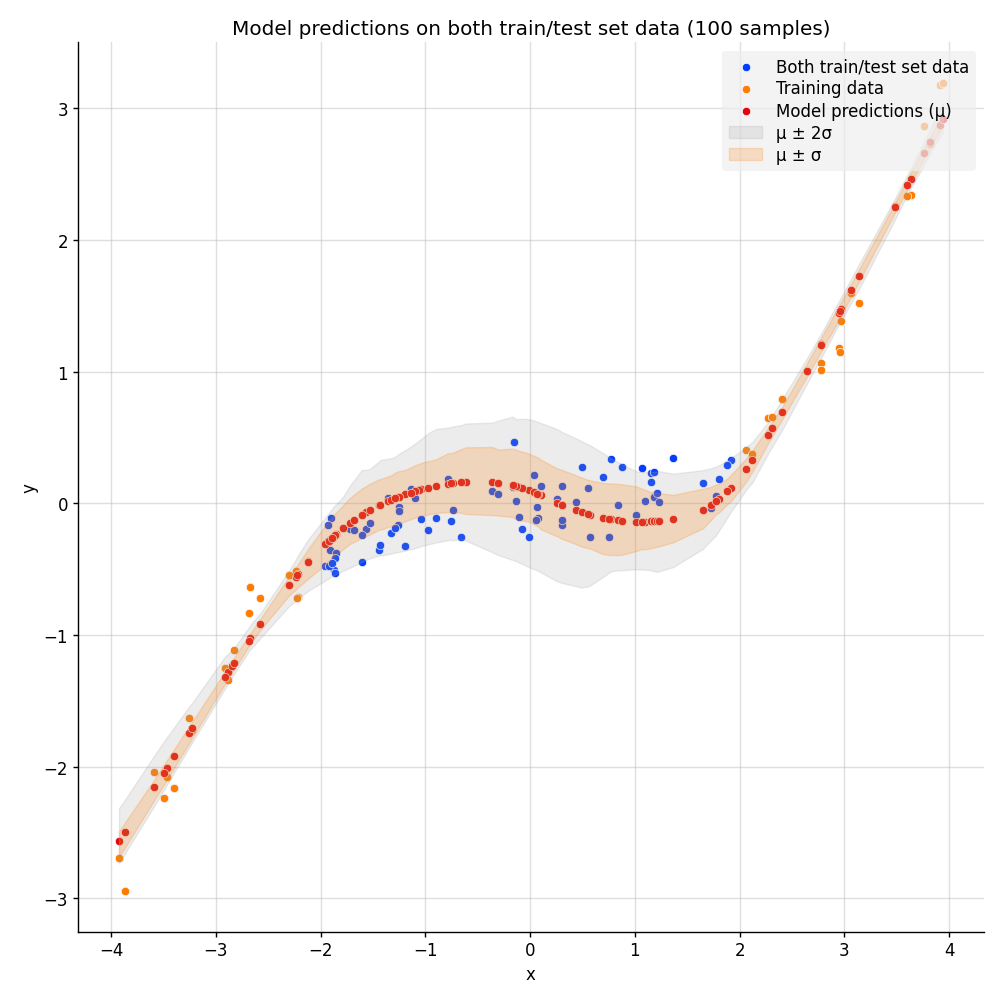 Model predictions on both train/test set data (100 samples)
Both train/test set data
Training data
Model predictions (μ)
μ ± 2σ
μ ± σ
3
2
1
0
−1
−2
−3
y
−4
−3
−2
−1
0
1
2
3
4
x